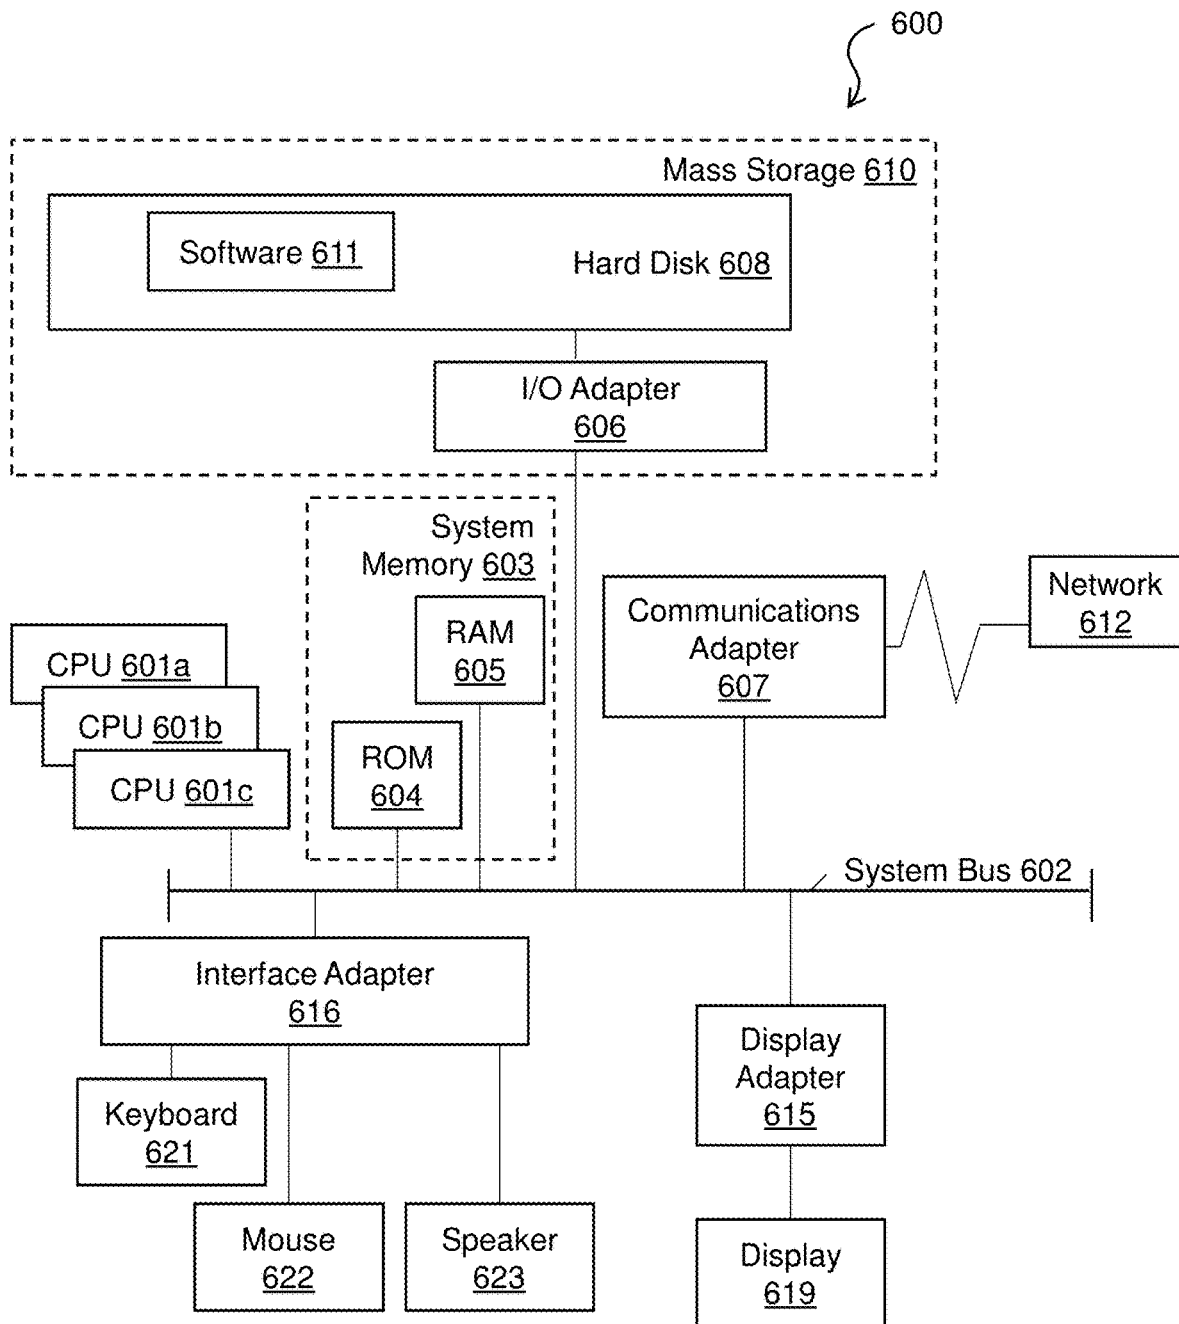 600
Mass Storage 610
Software 611
Hard Disk 608
I/O Adapter
606
System
Memory 603
RAM
605
ROM
604
CPU 601a
CPU 601b
CPU 601c
Communications
Adapter
607
Network
612
System Bus 602
Interface Adapter
616
Keyboard
621
Mouse
622
Speaker
623
Display
Adapter
615
Display
619